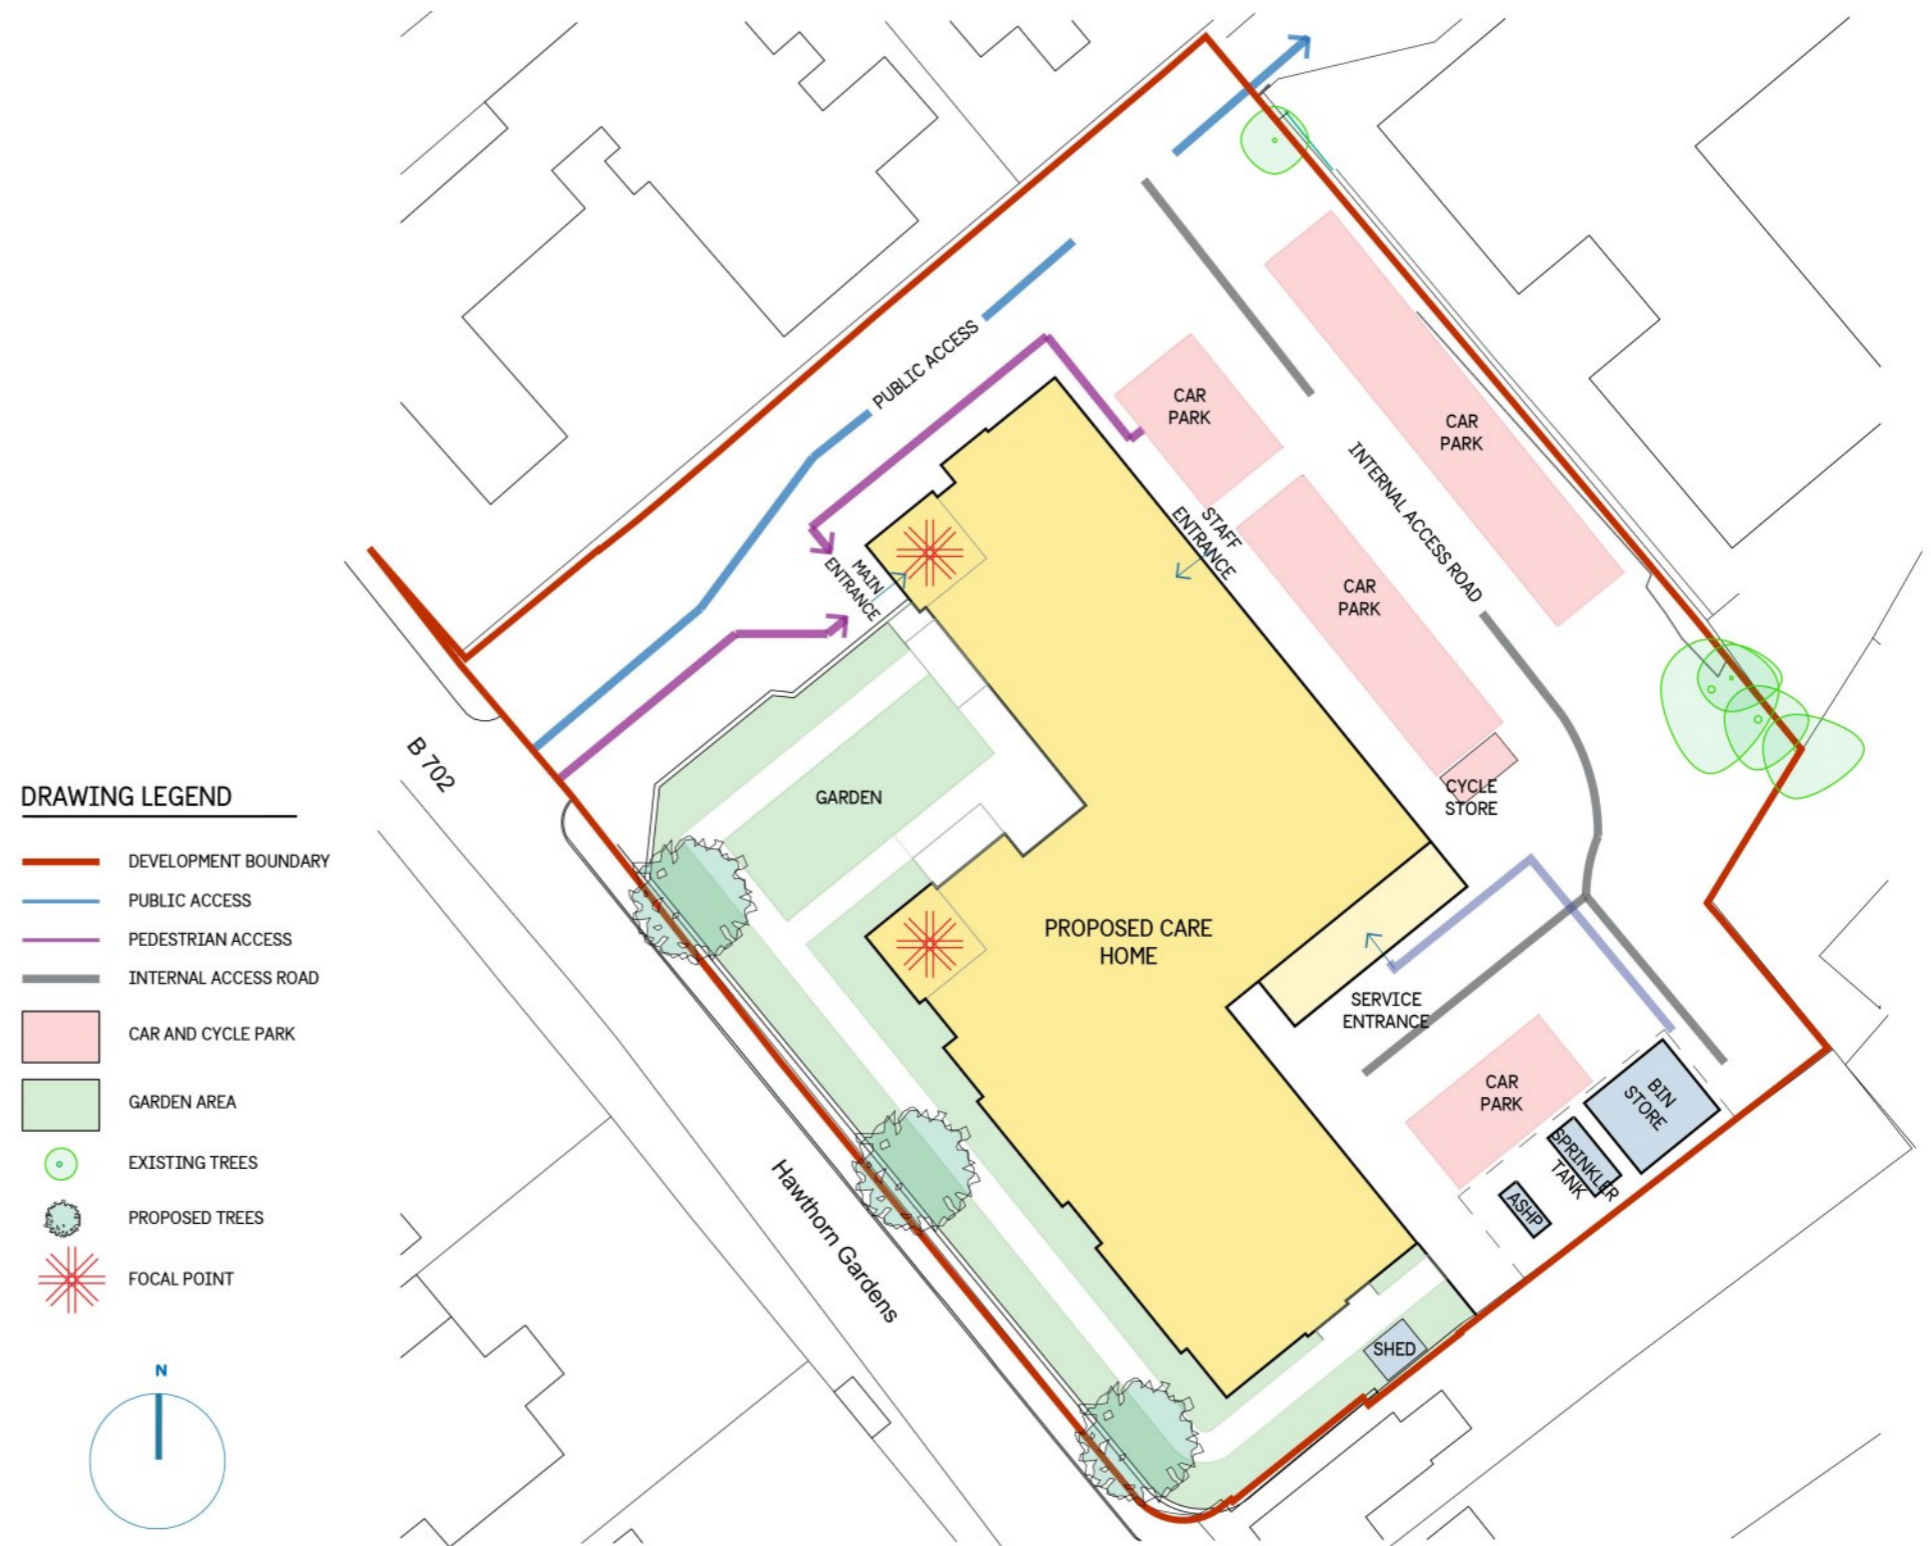 PUBLIC ACCESS
CAR
PARK
CAR
PARK
INTERNAL ACCESS ROAD
STAFF
ENTRANCE
MAIN
ENTRANCE
CAR
PARK
B 702
GARDEN
CYCLE
STORE
PROPOSED CARE
HOME
SERVICE
ENTRANCE
CAR
PARK
BIN
STORE
SPRINKLER
TANK
ASHP
Hawthorn Gardens
SHED
DRAWING LEGEND
DEVELOPMENT BOUNDARY
PUBLIC ACCESS
PEDESTRIAN ACCESS
INTERNAL ACCESS ROAD
CAR AND CYCLE PARK
GARDEN AREA
EXISTING TREES
PROPOSED TREES
FOCAL POINT
N